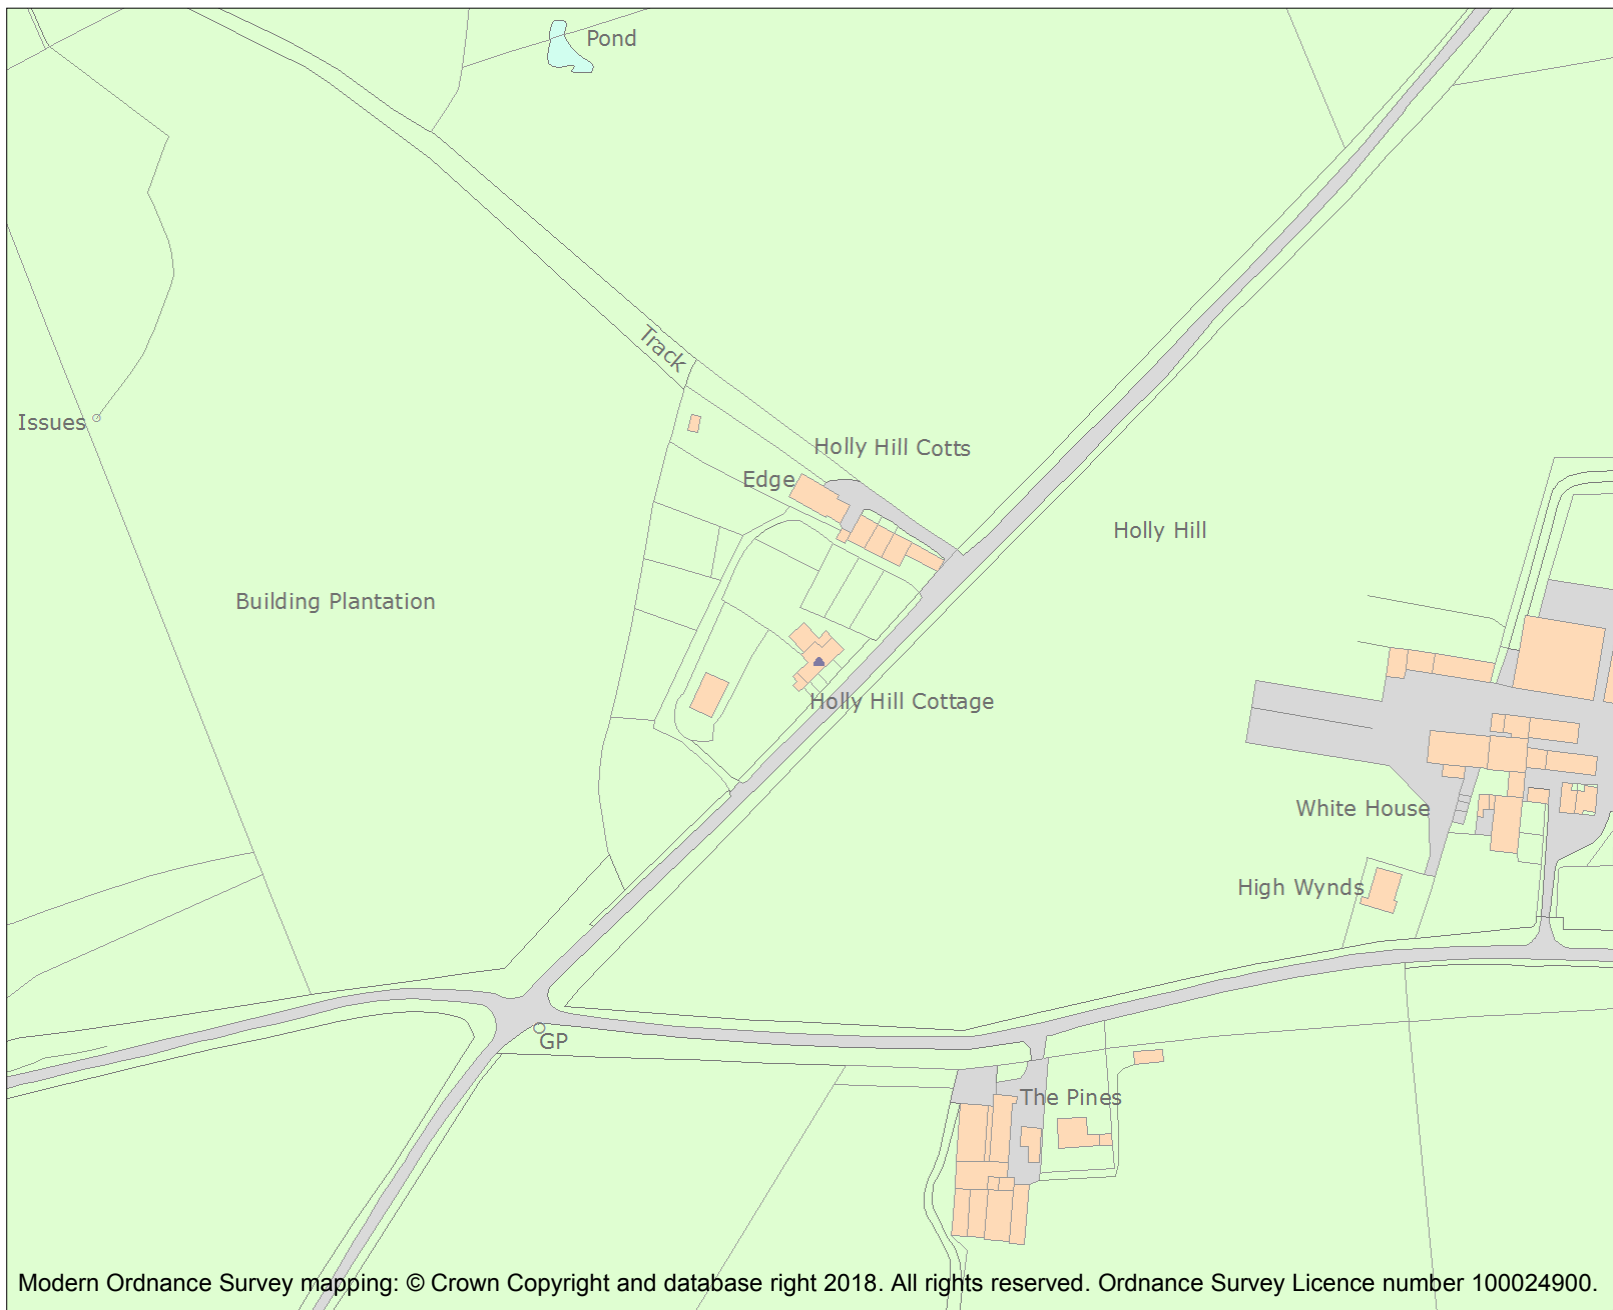 Pond
Track
Issues
Holly Hill Cotts
Edge
Holly Hill
Building Plantation
Holly Hill Cottage
White House
High Wynds
GP
The Pines
Modern Ordnance Survey mapping: © Crown Copyright and database right 2018. All rights reserved. Ordnance Survey Licence number 100024900.